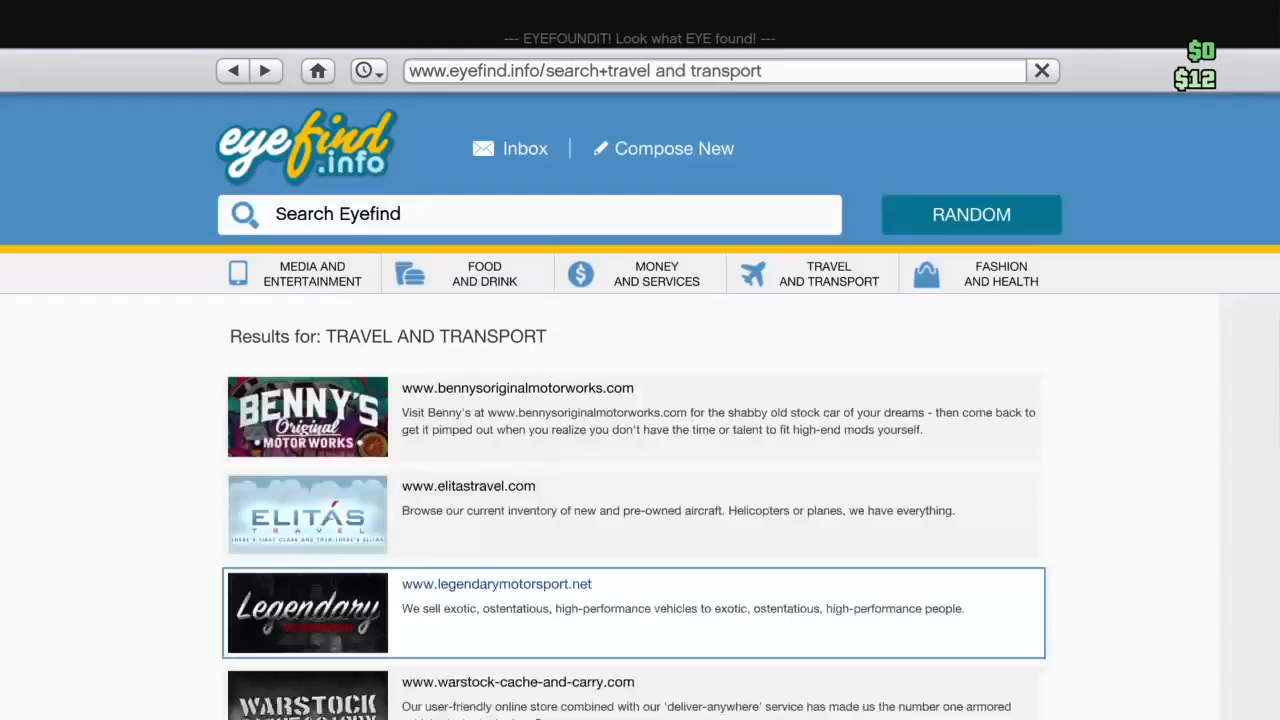 --- EYEFOUNDIT! Look what EYE found! ---
$0
www.eyefind.info/search+travel and transport
$12
eyefind
.info
Inbox
Compose New
Search Eyefind
RANDOM
MEDIA AND
ENTERTAINMENT
FOOD
AND DRINK
MONEY
AND SERVICES
TRAVEL
AND TRANSPORT
FASHION
AND HEALTH
Results for: TRAVEL AND TRANSPORT
BENNY'S
Original
MOTOR WORKS
www.bennysoriginalmotorworks.com
Visit Benny's at www.bennysoriginalmotorworks.com for the shabby old stock car of your dreams - then come back to
get it pimped out when you realize you don't have the time or talent to fit high-end mods yourself.
ELITÁS
TRAVEL
THERE'S FIRST CLASS AND THEN THERE'S ELITAS
www.elitastravel.com
Browse our current inventory of new and pre-owned aircraft. Helicopters or planes, we have everything.
Legendary
www.legendarymotorsport.net
We sell exotic, ostentatious, high-performance vehicles to exotic, ostentatious, high-performance people.
WARSTOCK
www.warstock-cache-and-carry.com
Our user-friendly online store combined with our 'deliver-anywhere' service has made us the number one armored